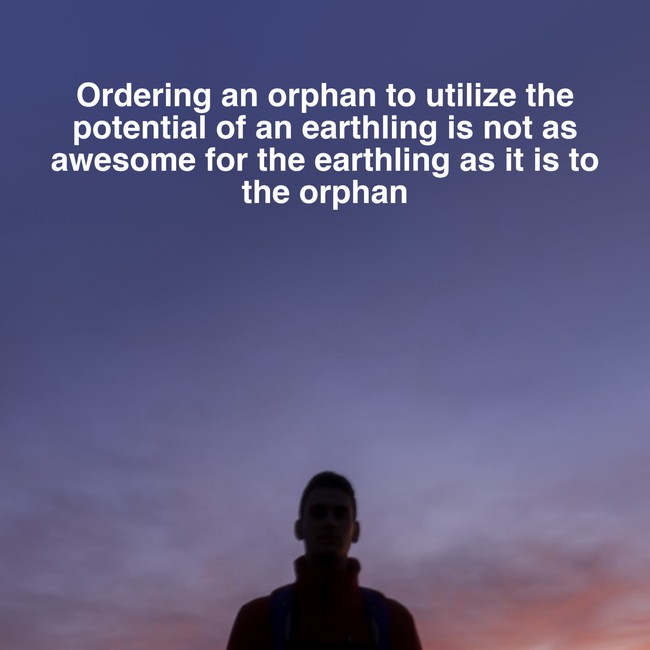 Ordering an orphan to utilize the
potential of an earthling is not as
awesome for the earthling as it is to
the orphan